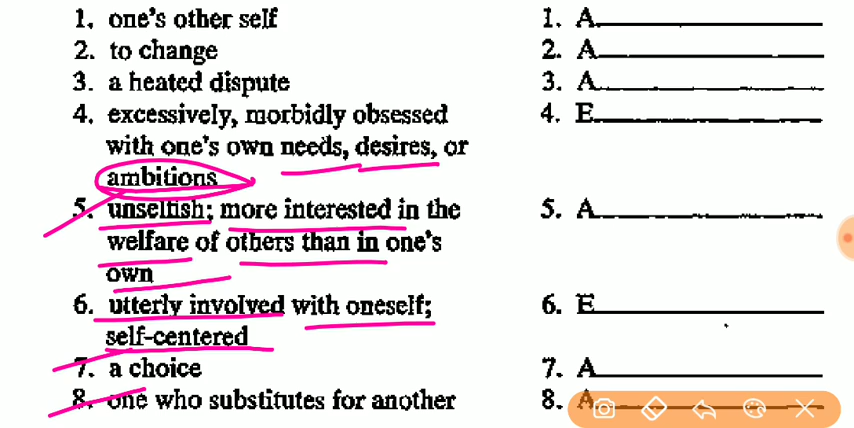 1. one's other self 1. A
2. to change 2. A
3. a heated dispute 3. A
4. excessively, morbidly obsessed 4. E
with one's own needs, desires, or
ambitions
5. unselfish; more interested in the 5. A
welfare of others than in one's
own
6. utterly involved with oneself; 6. E
self-centered
7. a choice 7. A
8. one who substitutes for another 8. A